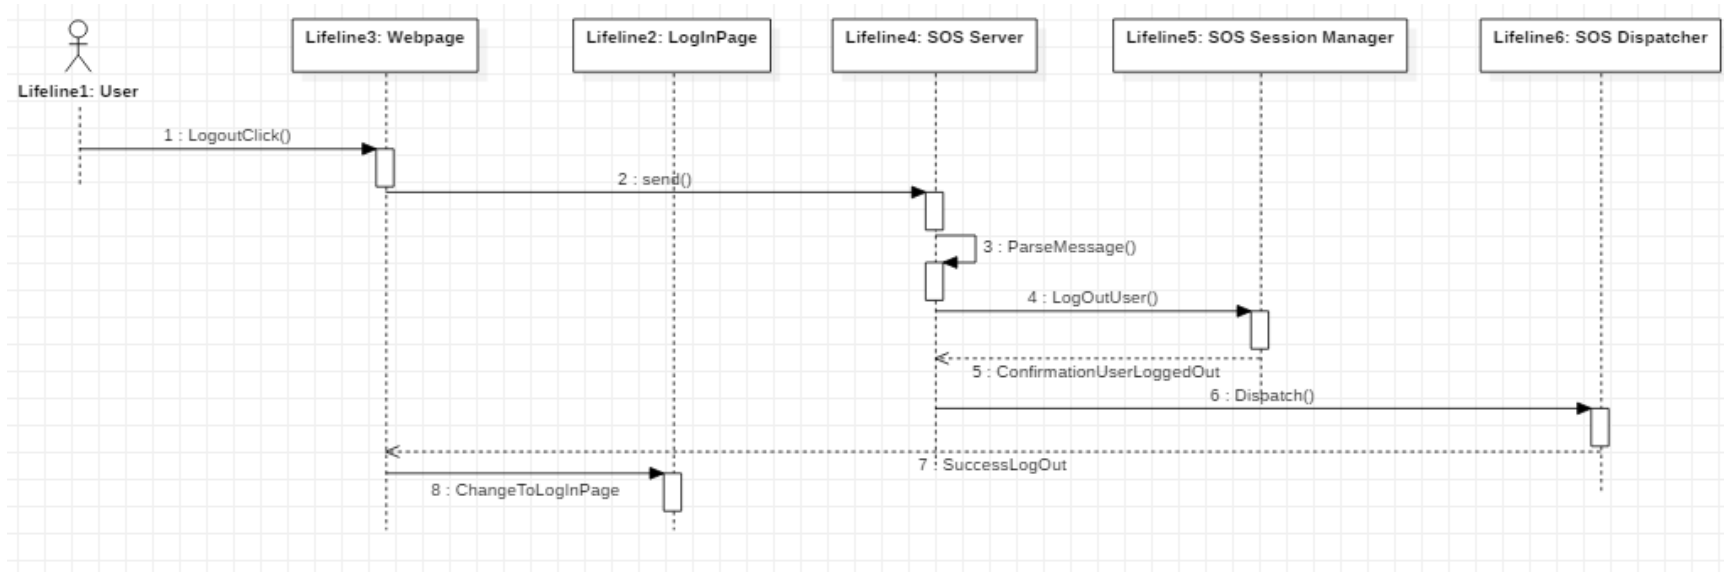 Lifeline3: Webpage
Lifeline2: LogInPage
Lifeline4: SOS Server
Lifeline5: SOS Session Manager
Lifeline6: SOS Dispatcher
Lifeline1: User
1 : LogoutClick()
2 : send()
3 : ParseMessage()
4 : LogOutUser()
5 : ConfirmationUserLoggedOut
6 : Dispatch()
7 : SuccessLogOut
8 : ChangeToLogInPage